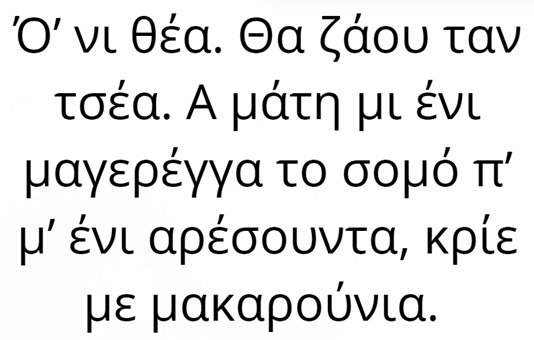 Ό’ νι θέα. Θα ζάου ταν
τσέα. Α μάτη μι ένι
μαγερέγγα το σομό π’
μ’ ένι αρέσουντα, κρίε
με μακαρούνια.